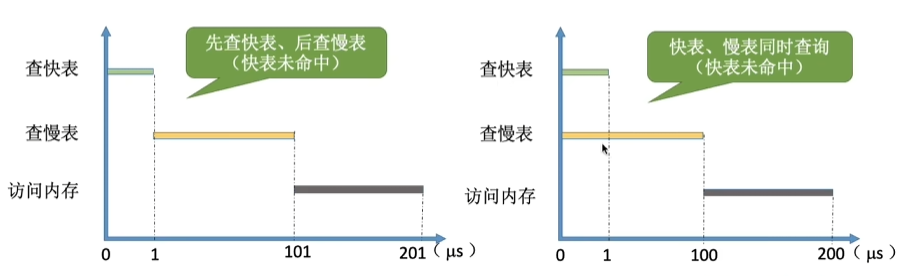 先查快表、后查慢表
（快表未命中）
查快表
查慢表
访问内存
0 1 101 201（μs）
快表、慢表同时查询
（快表未命中）
查快表
查慢表
访问内存
0 1 100 200（μs）